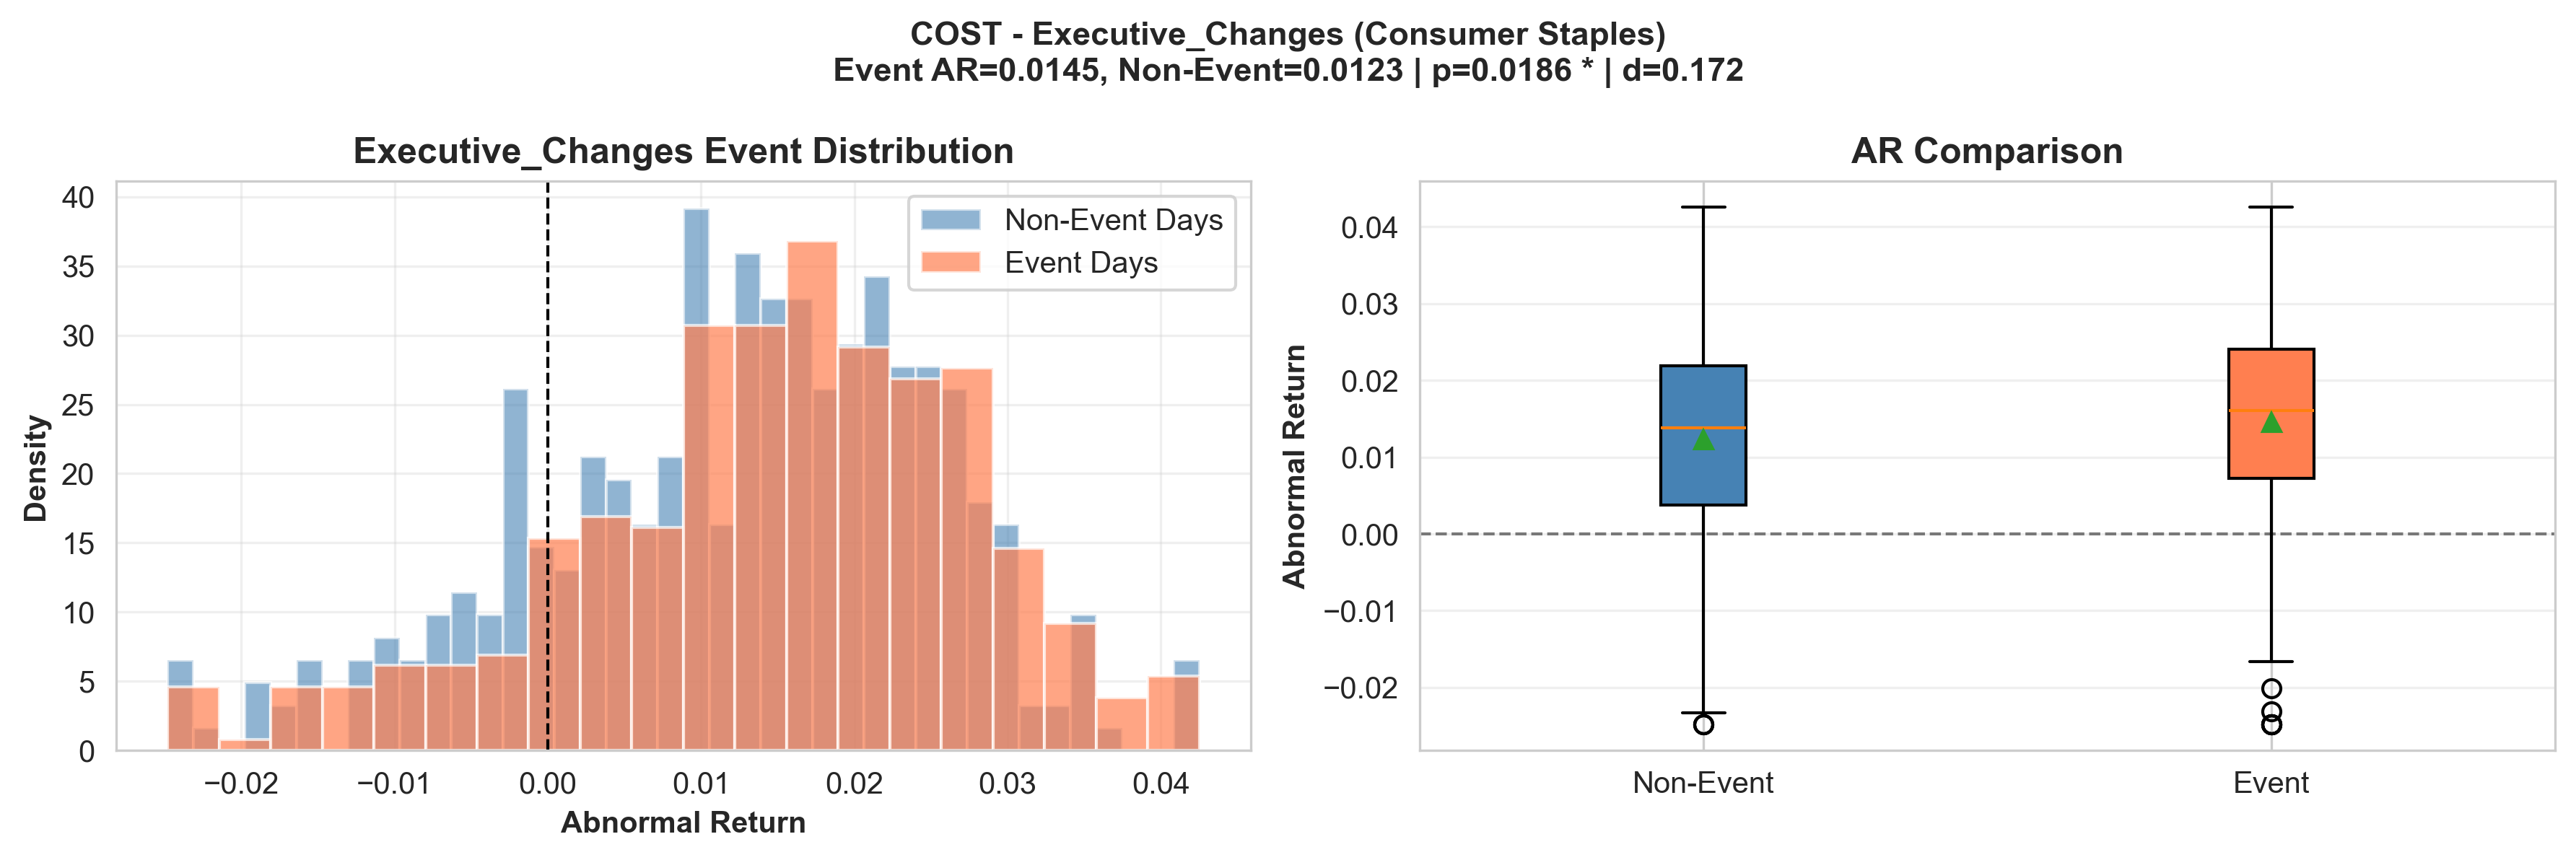 COST - Executive_Changes (Consumer Staples)
Event AR=0.0145, Non-Event=0.0123 | p=0.0186 * | d=0.172
Executive_Changes Event Distribution
Non-Event Days
Event Days
40
35
30
25
20
15
10
5
0
Density
−0.02
−0.01
0.00
0.01
0.02
0.03
0.04
Abnormal Return
AR Comparison
0.04
0.03
0.02
0.01
0.00
−0.01
−0.02
Abnormal Return
Non-Event
Event